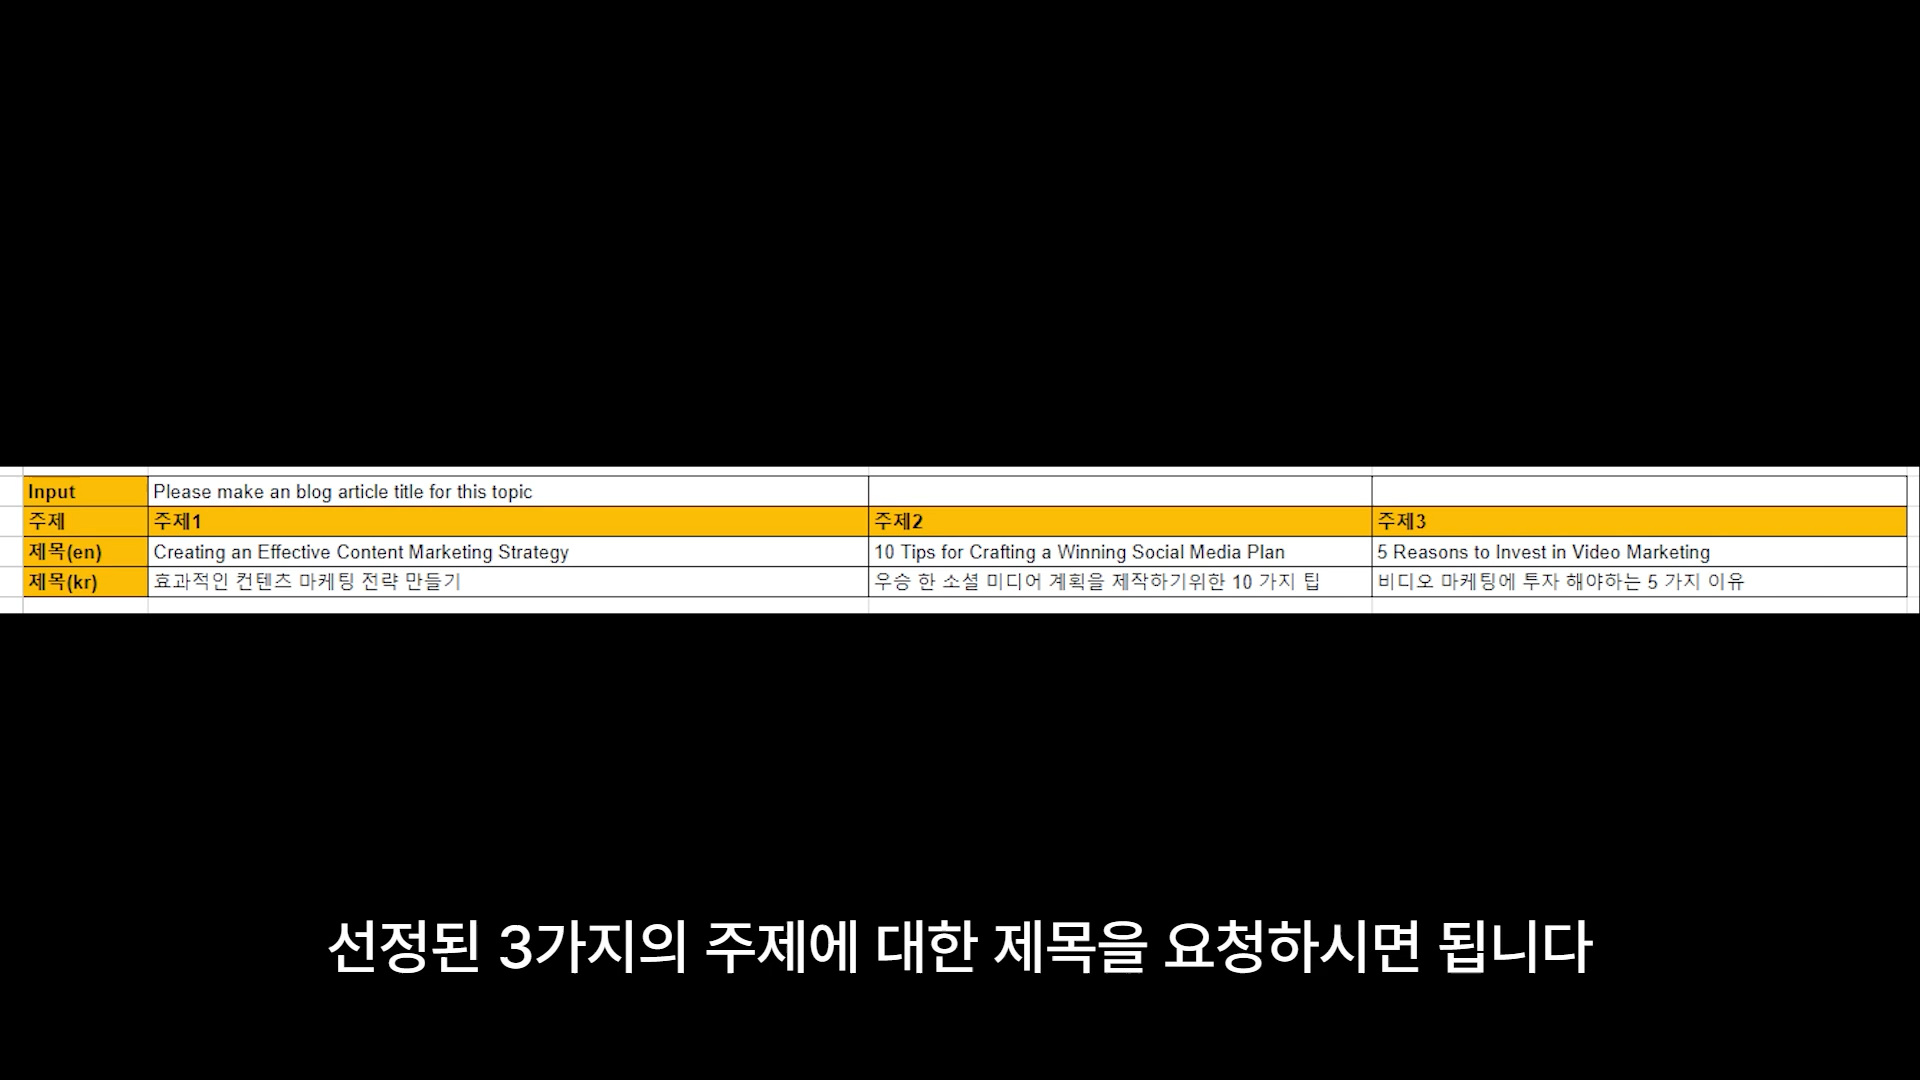 Input Please make an blog article title for this topic
주제 주제1 주제2 주제3
제목(en) Creating an Effective Content Marketing Strategy 10 Tips for Crafting a Winning Social Media Plan 5 Reasons to Invest in Video Marketing
제목(kr) 효과적인 컨텐츠 마케팅 전략 만들기 우승 한 소셜 미디어 계획을 제작하기위한 10 가지 팁 비디오 마케팅에 투자 해야하는 5 가지 이유
선정된 3가지의 주제에 대한 제목을 요청하시면 됩니다